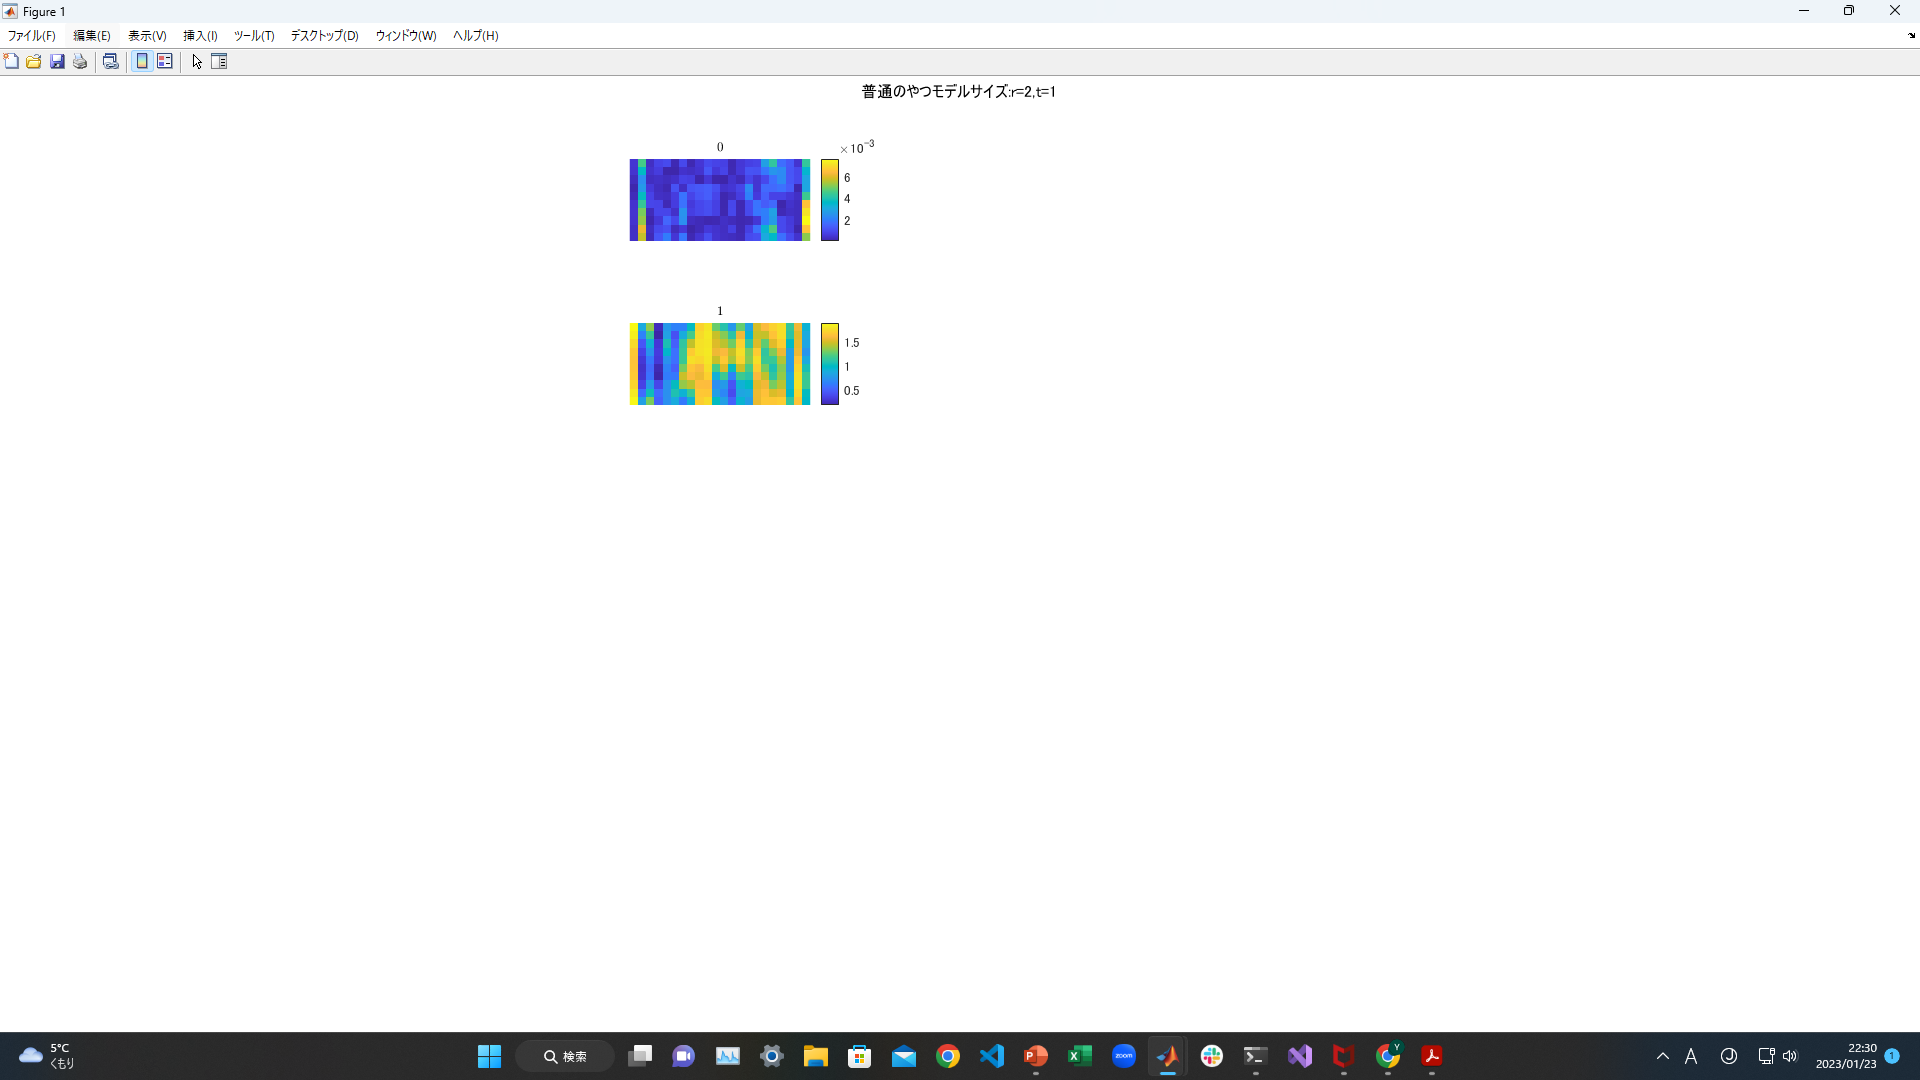 Figure 1
ファイル(F) 編集(E) 表示(V) 挿入(I) ツール(T) デスクトップ(D) ウィンドウ(W) ヘルプ(H)
普通のやつモデルサイズ:r=2,t=1
0
×10⁻³
6
4
2
1
1.5
1
0.5
5°C
くもり
検索
zoom
Y
A
J
22:30
2023/01/23
1